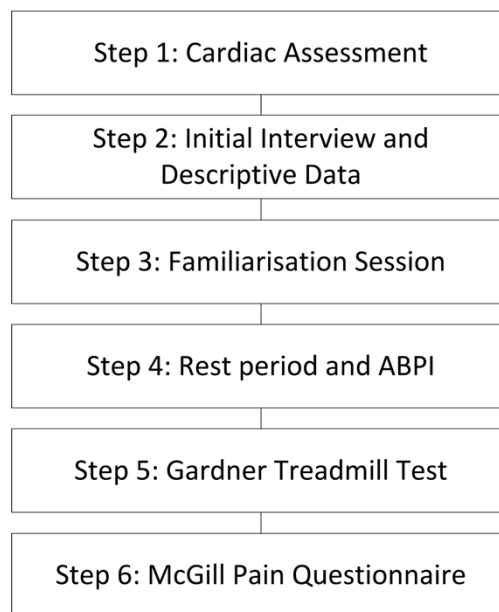 Step 1: Cardiac Assessment
Step 2: Initial Interview and
Descriptive Data
Step 3: Familiarisation Session
Step 4: Rest period and ABPI
Step 5: Gardner Treadmill Test
Step 6: McGill Pain Questionnaire